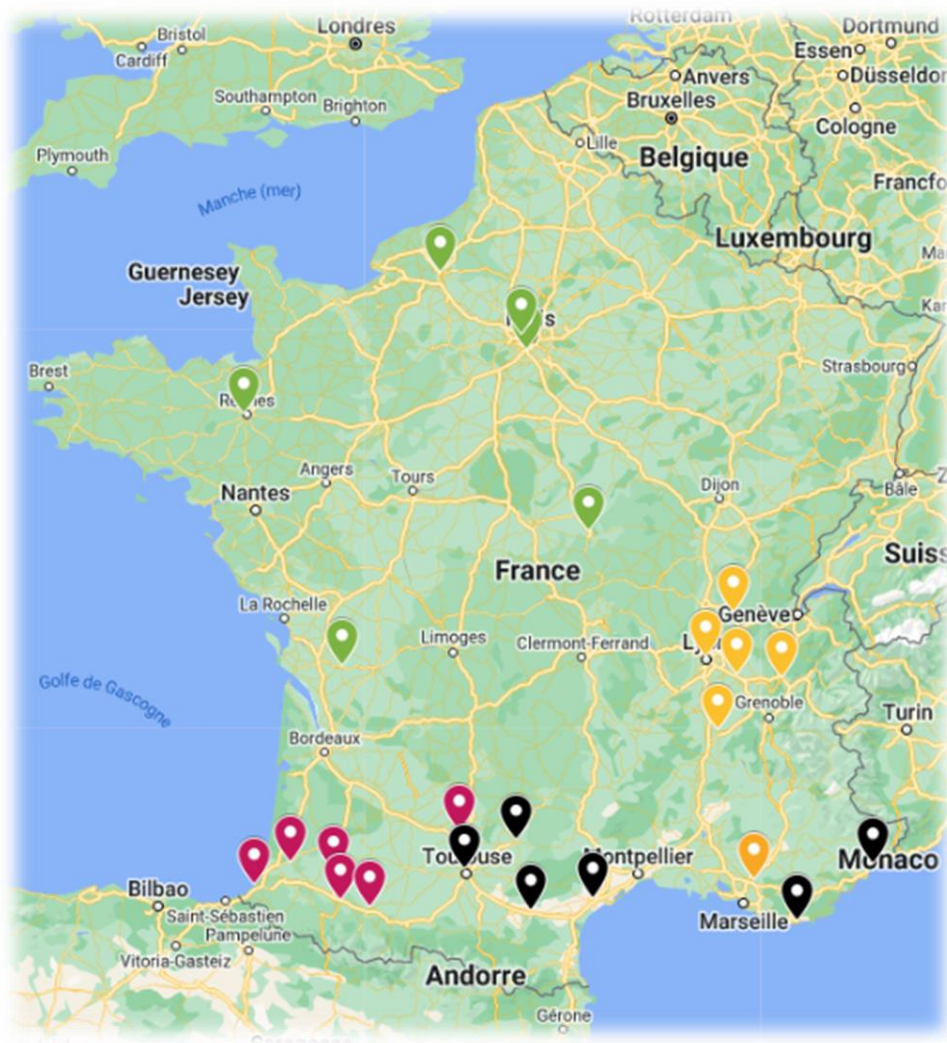 Rotterdam
Londres
Dortmund
Bristol
Essen
Cardiff
Anvers
Düsseldor
Southampton
Brighton
Bruxelles
Cologne
Lille
Plymouth
Belgique
Francfo
Manche (mer)
Luxembourg
Guernesey
Jersey
Brest
Strasbourg
Angers
Tours
Dijon
Bâle
Nantes
Suiss
France
La Rochelle
Genève
Limoges
Clermont-Ferrand
Golfe de Gascogne
Grenoble
Turin
Bordeaux
Montpellier
Monaco
Bilbao
Saint-Sébastien
Marseille
Pampelune
Vitoria-Gasteiz
Andorre
Gérone